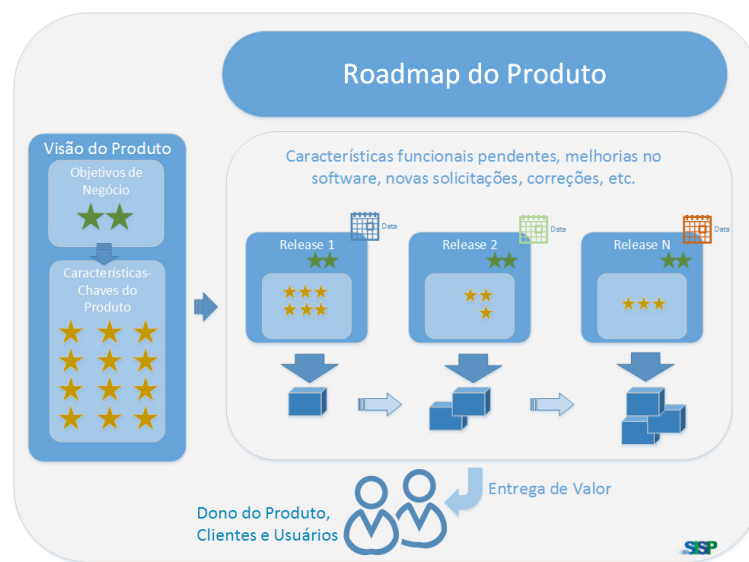 Roadmap do Produto
Visão do Produto
Objetivos de
Negócio
Características-
Chaves do
Produto
Características funcionais pendentes, melhorias no
software, novas solicitações, correções, etc.
Data
Release 1
Data
Release 2
Data
Release N
Entrega de Valor
Dono do Produto,
Clientes e Usuários
SISP